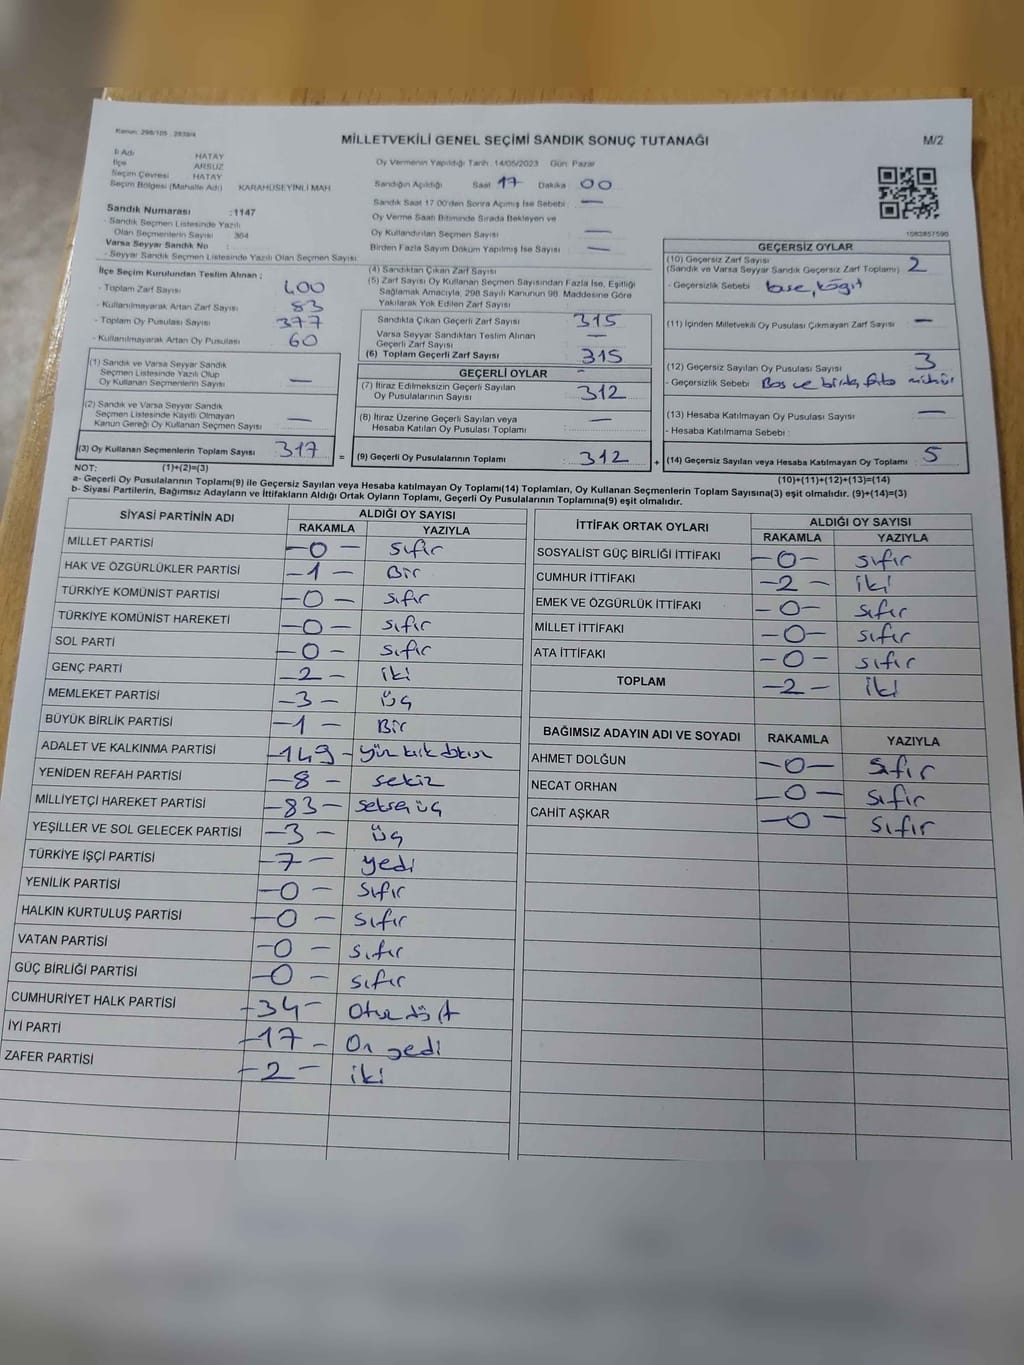 Kanun: 298/105 2839/4
MİLLETVEKİLİ GENEL SEÇİMİ SANDIK SONUÇ TUTANAĞI
M/2
İl Adı HATAY
İlçe ARSUZ
Seçim Çevresi HATAY
Seçim Bölgesi (Mahalle Adı) KARAHÜSEYİNLİ MAH.
Oy Vermenin Yapıldığı Tarih :14/05/2023 Gün: Pazar
Sandığın Açıldığı Saat 17 Dakika 00
Sandık Saat 17.00'den Sonra Açılmış İse Sebebi : —
Oy Verme Saati Bitiminde Sırada Bekleyen ve
Oy Kullandırılan Seçmen Sayısı —
Birden Fazla Sayım Döküm Yapılmış İse Sayısı —
1583857590
Sandık Numarası :1147
- Sandık Seçmen Listesinde Yazılı
Olan Seçmenlerin Sayısı 364
Varsa Seyyar Sandık No :
- Seyyar Sandık Seçmen Listesinde Yazılı Olan Seçmen Sayısı
İlçe Seçim Kurulundan Teslim Alınan ;
- Toplam Zarf Sayısı 400
- Kullanılmayarak Artan Zarf Sayısı 83
- Toplam Oy Pusulası Sayısı 377
- Kullanılmayarak Artan Oy Pusulası 60
(1) Sandık ve Varsa Seyyar Sandık
Seçmen Listesinde Yazılı Olup
Oy Kullanan Seçmenlerin Sayısı —
(2) Sandık ve Varsa Seyyar Sandık
Seçmen Listesinde Kayıtlı Olmayan
Kanun Gereği Oy Kullanan Seçmen Sayısı —
(3) Oy Kullanan Seçmenlerin Toplam Sayısı 317
(4) Sandıktan Çıkan Zarf Sayısı
(5) Zarf Sayısı Oy Kullanan Seçmen Sayısından Fazla İse, Eşitliği
Sağlamak Amacıyla; 298 Sayılı Kanunun 98. Maddesine Göre
Yakılarak Yok Edilen Zarf Sayısı
Sandıkta Çıkan Geçerli Zarf Sayısı 315
Varsa Seyyar Sandıktan Teslim Alınan
Geçerli Zarf Sayısı —
(6) Toplam Geçerli Zarf Sayısı 315
GEÇERLİ OYLAR
(7) İtiraz Edilmeksizin Geçerli Sayılan
Oy Pusulalarının Sayısı : 312
(8) İtiraz Üzerine Geçerli Sayılan veya
Hesaba Katılan Oy Pusulası Toplamı : —
= (9) Geçerli Oy Pusulalarının Toplamı : 312
GEÇERSİZ OYLAR
(10) Geçersiz Zarf Sayısı
(Sandık ve Varsa Seyyar Sandık Geçersiz Zarf Toplamı) 2
- Geçersizlik Sebebi kağıt
(11) İçinden Milletvekili Oy Pusulası Çıkmayan Zarf Sayısı —
(12) Geçersiz Sayılan Oy Pusulası Sayısı 3
- Geçersizlik Sebebi Boş ve birden fazla mühür
(13) Hesaba Katılmayan Oy Pusulası Sayısı —
- Hesaba Katılmama Sebebi :
+ (14) Geçersiz Sayılan veya Hesaba Katılmayan Oy Toplamı : 5
NOT: (1)+(2)=(3)
(10)+(11)+(12)+(13)=(14)
a- Geçerli Oy Pusulalarının Toplamı(9) ile Geçersiz Sayılan veya Hesaba katılmayan Oy Toplamı(14) Toplamları, Oy Kullanan Seçmenlerin Toplam Sayısına(3) eşit olmalıdır. (9)+(14)=(3)
b- Siyasi Partilerin, Bağımsız Adayların ve İttifakların Aldığı Ortak Oyların Toplamı, Geçerli Oy Pusulalarının Toplamına(9) eşit olmalıdır.
SİYASİ PARTİNİN ADI ALDIĞI OY SAYISI
RAKAMLA YAZIYLA
MİLLET PARTİSİ —0— sıfır
HAK VE ÖZGÜRLÜKLER PARTİSİ —1— Bir
TÜRKİYE KOMÜNİST PARTİSİ —0— sıfır
TÜRKİYE KOMÜNİST HAREKETİ —0— sıfır
SOL PARTİ —0— sıfır
GENÇ PARTİ —2— iki
MEMLEKET PARTİSİ —3— üç
BÜYÜK BİRLİK PARTİSİ —1— Bir
ADALET VE KALKINMA PARTİSİ —149— yüz kırk dokuz
YENİDEN REFAH PARTİSİ —8— sekiz
MİLLİYETÇİ HAREKET PARTİSİ —83— seksen üç
YEŞİLLER VE SOL GELECEK PARTİSİ —3— üç
TÜRKİYE İŞÇİ PARTİSİ —7— yedi
YENİLİK PARTİSİ —0— sıfır
HALKIN KURTULUŞ PARTİSİ —0— sıfır
VATAN PARTİSİ —0— sıfır
GÜÇ BİRLİĞİ PARTİSİ —0— sıfır
CUMHURİYET HALK PARTİSİ —34— Otuz dört
İYİ PARTİ —17— On yedi
ZAFER PARTİSİ —2— iki
İTTİFAK ORTAK OYLARI ALDIĞI OY SAYISI
RAKAMLA YAZIYLA
SOSYALİST GÜÇ BİRLİĞİ İTTİFAKI —0— sıfır
CUMHUR İTTİFAKI —2— iki
EMEK VE ÖZGÜRLÜK İTTİFAKI —0— sıfır
MİLLET İTTİFAKI —0— sıfır
ATA İTTİFAKI —0— sıfır
TOPLAM —2— iki
BAĞIMSIZ ADAYIN ADI VE SOYADI RAKAMLA YAZIYLA
AHMET DOLĞUN —0— sıfır
NECAT ORHAN —0— sıfır
CAHİT AŞKAR —0— sıfır